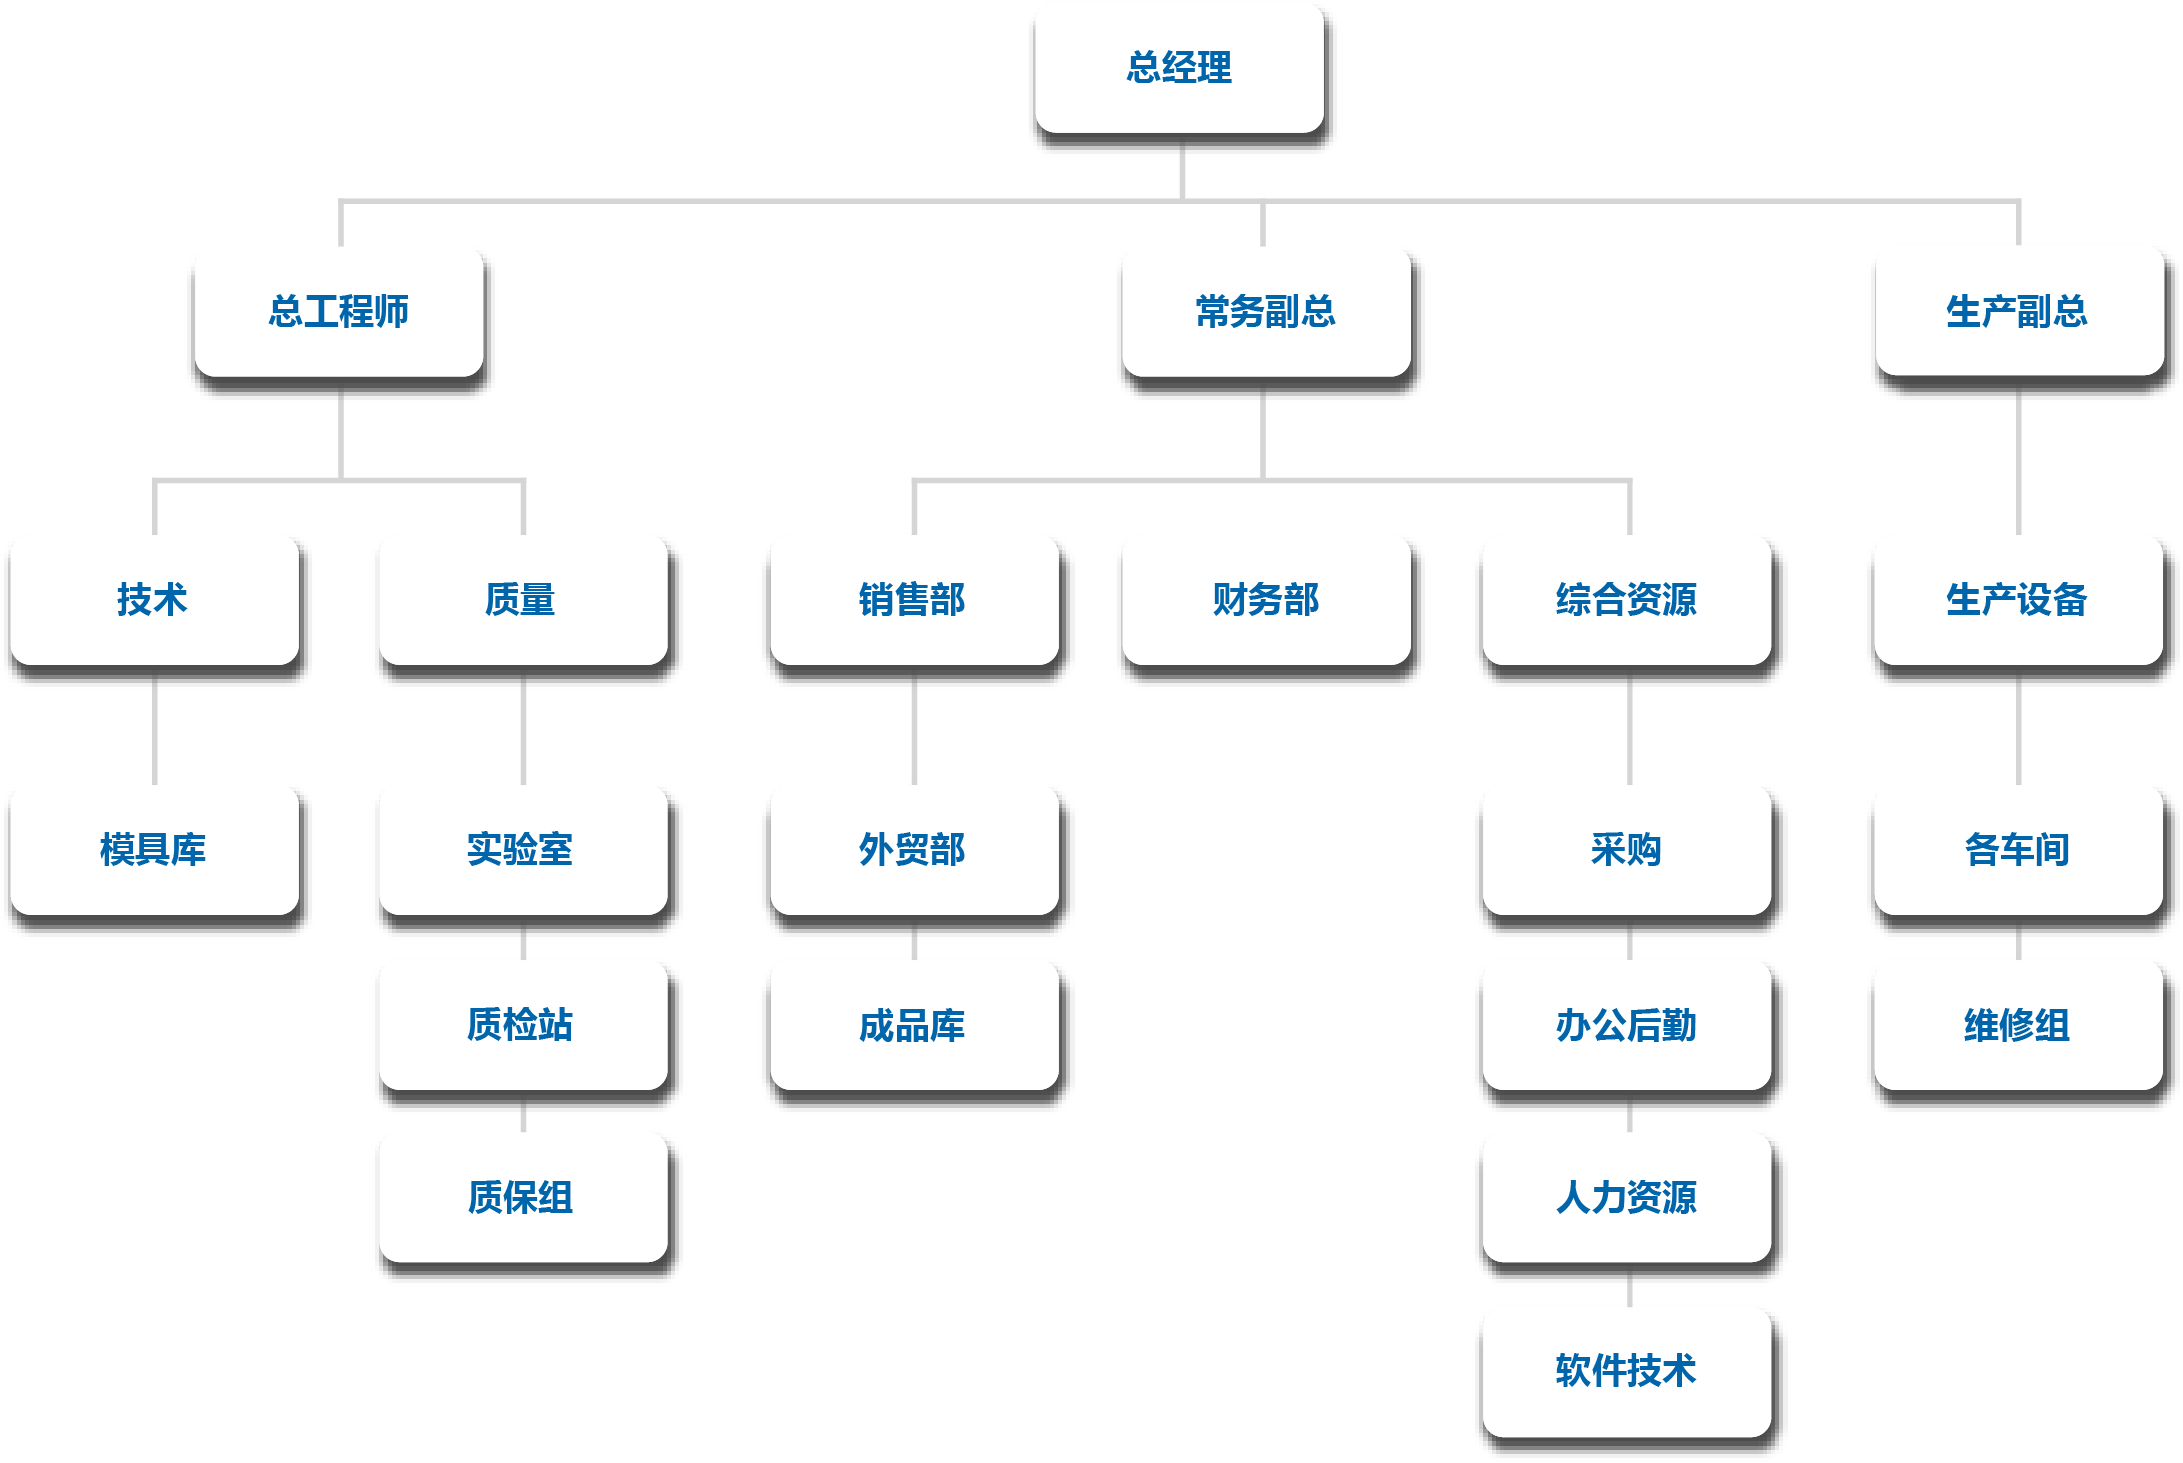 总经理
总工程师
常务副总
生产副总
技术
质量
销售部
财务部
综合资源
生产设备
模具库
实验室
外贸部
采购
各车间
质检站
成品库
办公后勤
维修组
质保组
人力资源
软件技术